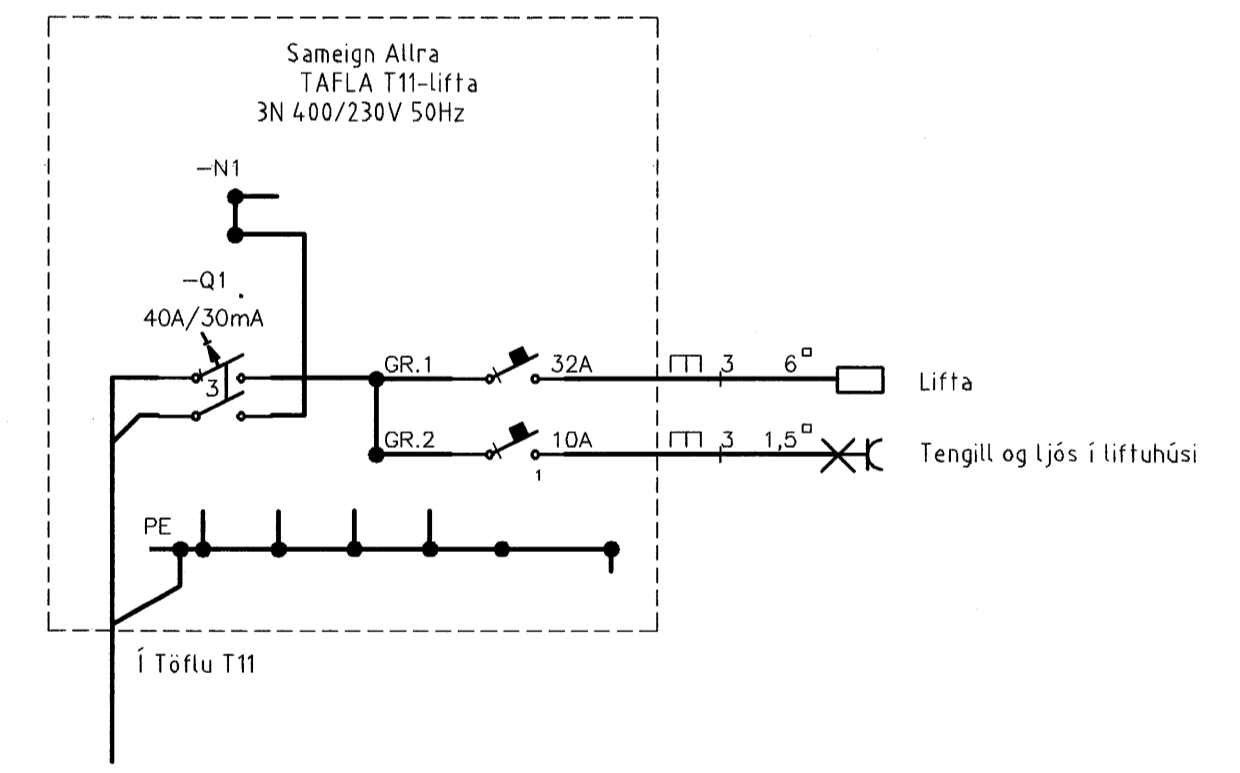 Sameign Allra
TAFLA T11-lifta
3N 400/230V 50Hz
-N1
-Q1
40A/30mA
3
GR.1 32A 3 6□ Lifta
GR.2 10A 3 1,5□ Tengill og ljós í liftuhúsi
1
PE
Í Töflu T11